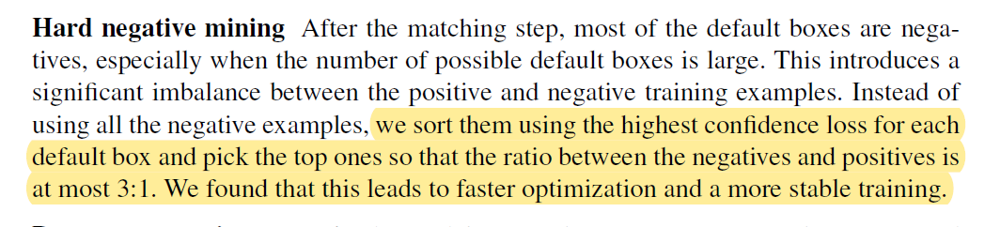 Hard negative mining After the matching step, most of the default boxes are nega-
tives, especially when the number of possible default boxes is large. This introduces a
significant imbalance between the positive and negative training examples. Instead of
using all the negative examples, we sort them using the highest confidence loss for each
default box and pick the top ones so that the ratio between the negatives and positives is
at most 3:1. We found that this leads to faster optimization and a more stable training.